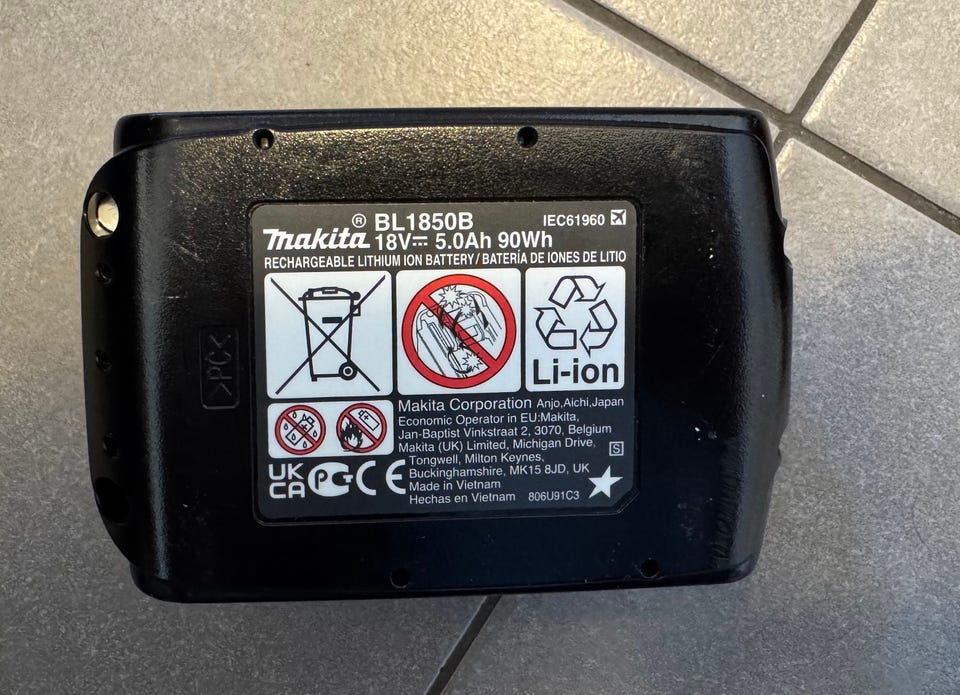 ® BL1850B IEC61960
makita 18V 5.0Ah 90Wh
RECHARGEABLE LITHIUM ION BATTERY / BATERÍA DE IONES DE LITIO
Li-ion
>PC<
Makita Corporation Anjo,Aichi,Japan
Economic Operator in EU:Makita,
Jan-Baptist Vinkstraat 2, 3070, Belgium
Makita (UK) Limited, Michigan Drive,
Tongwell, Milton Keynes,
Buckinghamshire, MK15 8JD, UK
Made in Vietnam
Hechas en Vietnam 806U91C3
S
UK
CA
CE